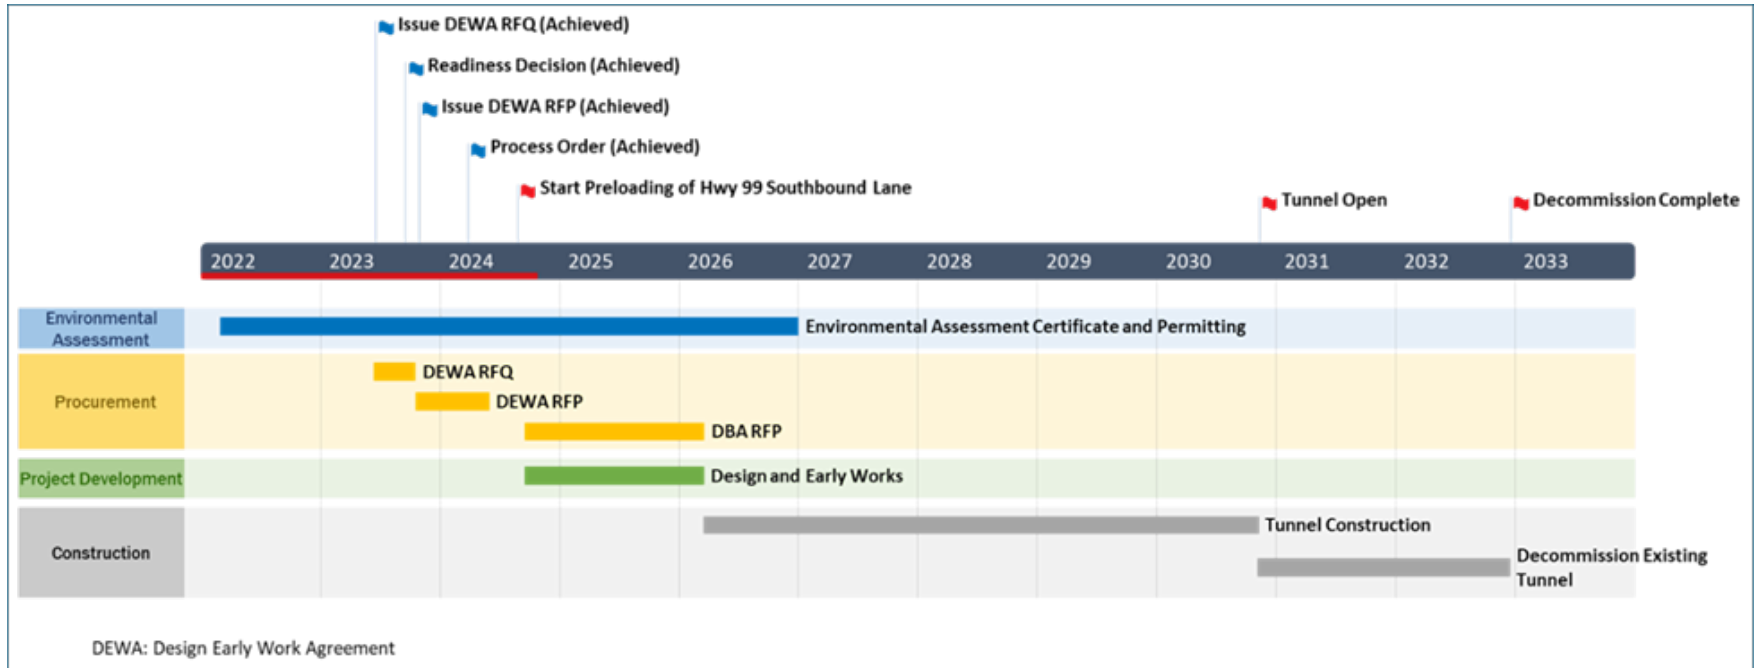 Issue DEWA RFQ (Achieved)
Readiness Decision (Achieved)
Issue DEWA RFP (Achieved)
Process Order (Achieved)
Start Preloading of Hwy 99 Southbound Lane
Tunnel Open
Decommission Complete
2022 2023 2024 2025 2026 2027 2028 2029 2030 2031 2032 2033
Environmental
Assessment
Environmental Assessment Certificate and Permitting
Procurement
DEWA RFQ
DEWA RFP
DBA RFP
Project Development
Design and Early Works
Construction
Tunnel Construction
Decommission Existing
Tunnel
DEWA: Design Early Work Agreement